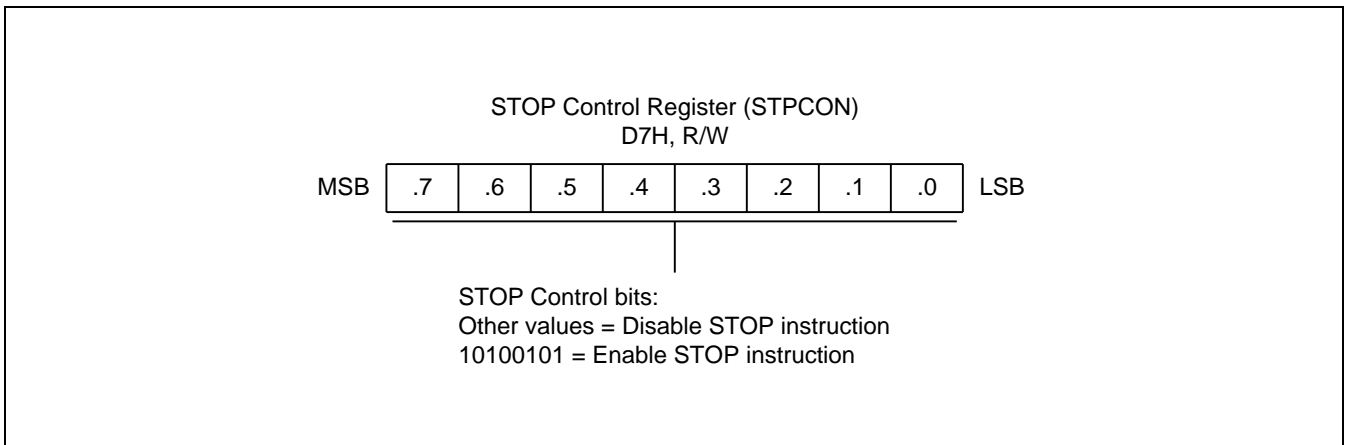 STOP Control Register (STPCON)
D7H, R/W
MSB .7 .6 .5 .4 .3 .2 .1 .0 LSB
STOP Control bits:
Other values = Disable STOP instruction
10100101 = Enable STOP instruction